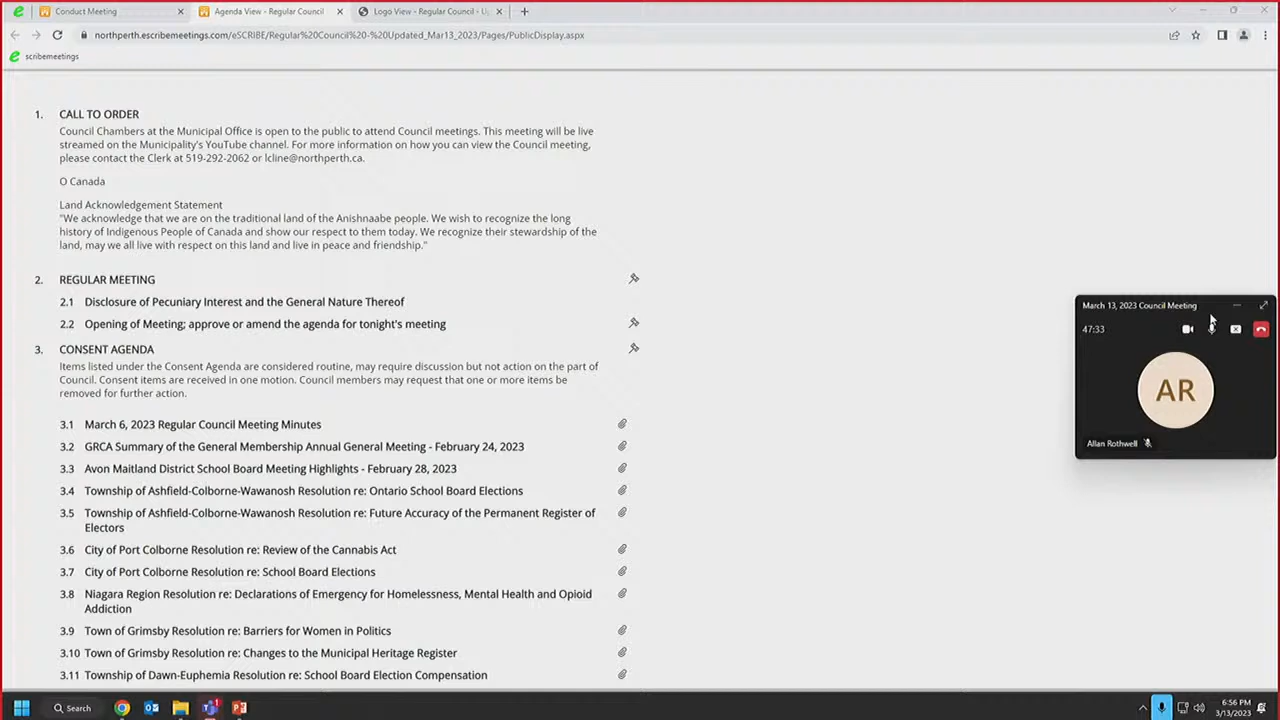 Conduct Meeting
Agenda View - Regular Council
Logo View - Regular Council - U
northperth.escribemeetings.com/eSCRIBE/Regular%20Council%20-%20Updated_Mar13_2023/Pages/PublicDisplay.aspx
scribemeetings
1. CALL TO ORDER
Council Chambers at the Municipal Office is open to the public to attend Council meetings. This meeting will be live
streamed on the Municipality's YouTube channel. For more information on how you can view the Council meeting,
please contact the Clerk at 519-292-2062 or lcline@northperth.ca.
O Canada
Land Acknowledgement Statement
"We acknowledge that we are on the traditional land of the Anishnaabe people. We wish to recognize the long
history of Indigenous People of Canada and show our respect to them today. We recognize their stewardship of the
land, may we all live with respect on this land and live in peace and friendship."
2. REGULAR MEETING
2.1 Disclosure of Pecuniary Interest and the General Nature Thereof
2.2 Opening of Meeting; approve or amend the agenda for tonight's meeting
3. CONSENT AGENDA
Items listed under the Consent Agenda are considered routine, may require discussion but not action on the part of
Council. Consent items are received in one motion. Council members may request that one or more items be
removed for further action.
3.1 March 6, 2023 Regular Council Meeting Minutes
3.2 GRCA Summary of the General Membership Annual General Meeting - February 24, 2023
3.3 Avon Maitland District School Board Meeting Highlights - February 28, 2023
3.4 Township of Ashfield-Colborne-Wawanosh Resolution re: Ontario School Board Elections
3.5 Township of Ashfield-Colborne-Wawanosh Resolution re: Future Accuracy of the Permanent Register of
Electors
3.6 City of Port Colborne Resolution re: Review of the Cannabis Act
3.7 City of Port Colborne Resolution re: School Board Elections
3.8 Niagara Region Resolution re: Declarations of Emergency for Homelessness, Mental Health and Opioid
Addiction
3.9 Town of Grimsby Resolution re: Barriers for Women in Politics
3.10 Town of Grimsby Resolution re: Changes to the Municipal Heritage Register
3.11 Township of Dawn-Euphemia Resolution re: School Board Election Compensation
March 13, 2023 Council Meeting
47:33
AR
Allan Rothwell
Search
6:56 PM
3/13/2023